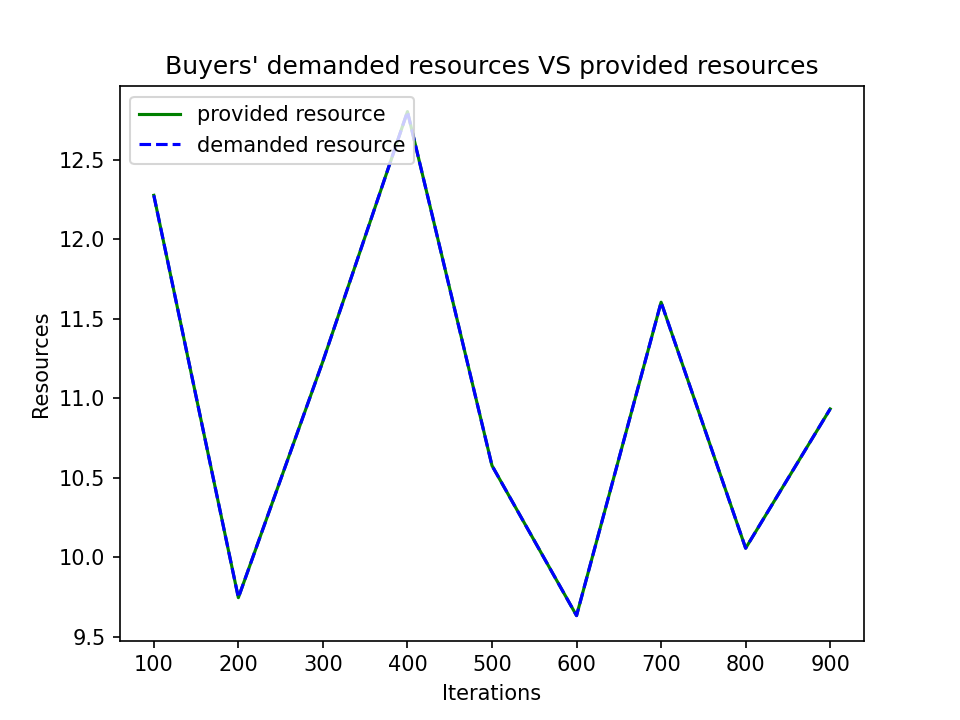 Buyers' demanded resources VS provided resources
provided resource
demanded resource
12.5
12.0
11.5
11.0
10.5
10.0
9.5
Resources
100 200 300 400 500 600 700 800 900
Iterations